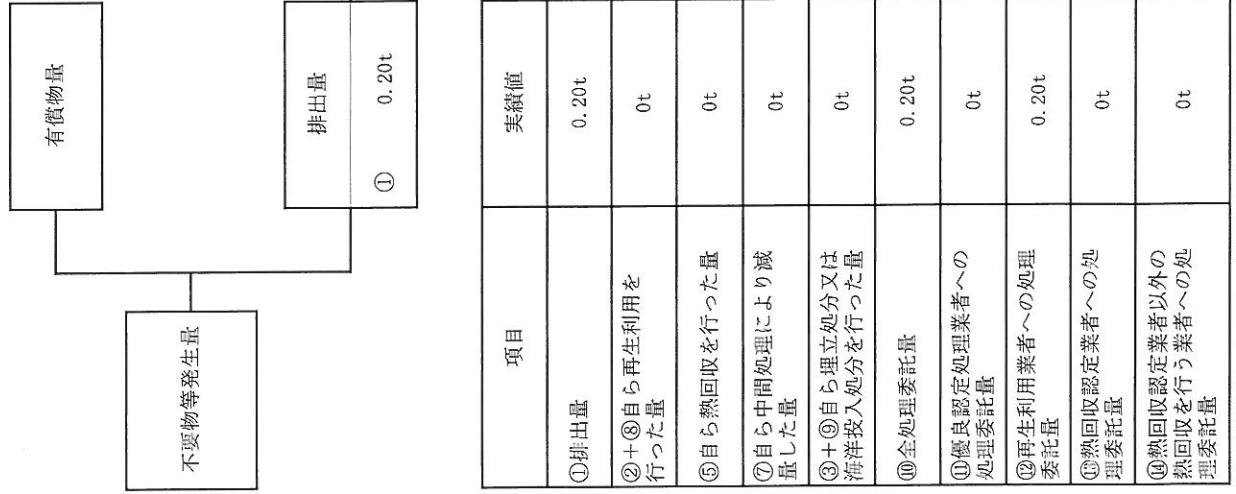 不要物等発生量
有償物量
排出量
① 0.20t
項目 実績値
①排出量 0.20t
②+⑧自ら再生利用を
行った量 0t
⑤自ら熱回収を行った量 0t
⑦自ら中間処理により減
量した量 0t
③+⑨自ら埋立処分又は
海洋投入処分を行った量 0t
⑩全処理委託量 0.20t
⑪優良認定処理業者への
処理委託量 0t
⑫再生利用業者への処理
委託量 0.20t
⑬熱回収認定業者への処
理委託量 0t
⑭熱回収認定業者以外の
熱回収を行う業者への処
理委託量 0t